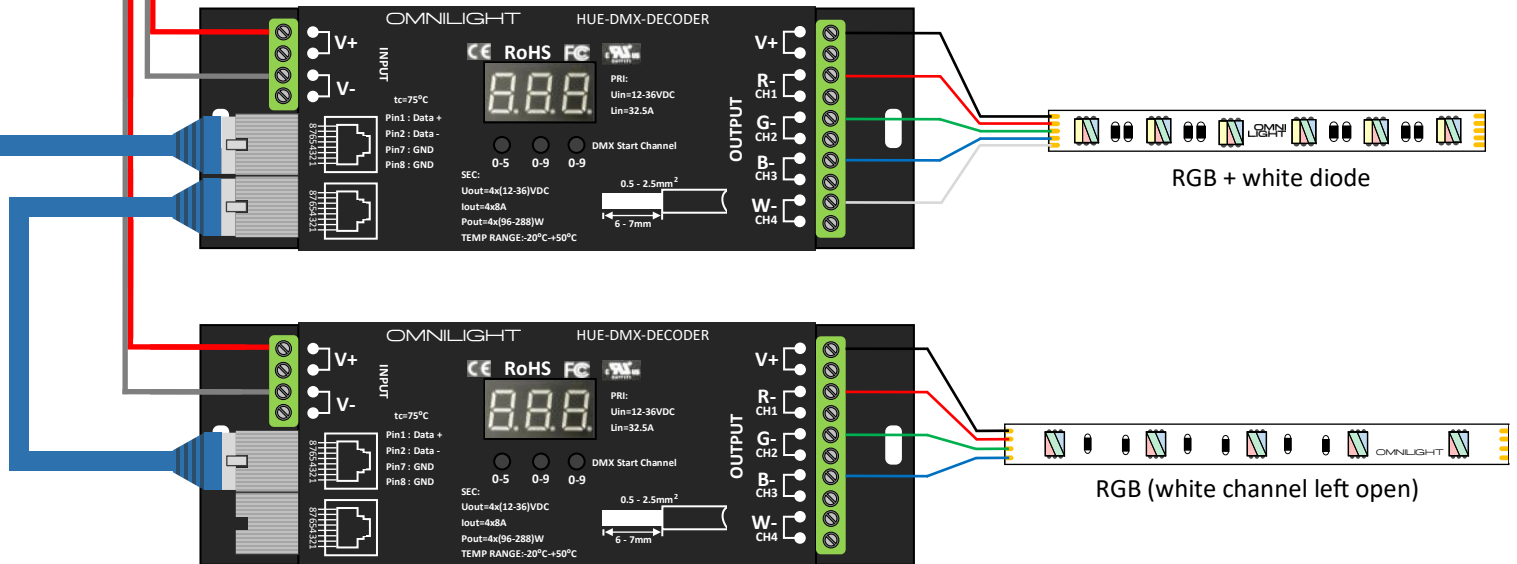 OMNILIGHT HUE-DMX-DECODER
V+
V-
INPUT
CE RoHS FC
tc=75°C
Pin1 : Data +
Pin2 : Data -
Pin7 : GND
Pin8 : GND
87654321
87654321
8.8.8.
PRI:
Uin=12-36VDC
Lin=32.5A
DMX Start Channel
0-5 0-9 0-9
SEC:
Uout=4x(12-36)VDC
Iout=4x8A
Pout=4x(96-288)W
TEMP RANGE:-20°C-+50°C
0.5 - 2.5mm²
6 - 7mm
OUTPUT
V+
R-
CH1
G-
CH2
B-
CH3
W-
CH4
OMNI
LIGHT
RGB + white diode
OMNILIGHT HUE-DMX-DECODER
V+
V-
INPUT
CE RoHS FC
tc=75°C
Pin1 : Data +
Pin2 : Data -
Pin7 : GND
Pin8 : GND
87654321
87654321
8.8.8.
PRI:
Uin=12-36VDC
Lin=32.5A
DMX Start Channel
0-5 0-9 0-9
SEC:
Uout=4x(12-36)VDC
Iout=4x8A
Pout=4x(96-288)W
TEMP RANGE:-20°C-+50°C
0.5 - 2.5mm²
6 - 7mm
OUTPUT
V+
R-
CH1
G-
CH2
B-
CH3
W-
CH4
OMNILIGHT
RGB (white channel left open)